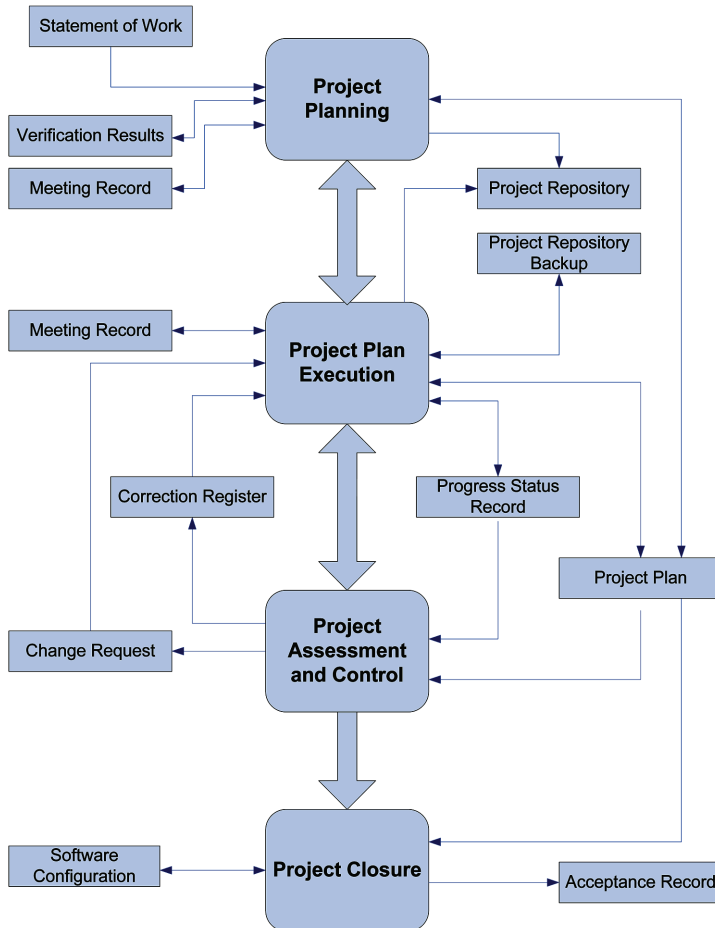 Statement of Work
Project
Planning
Verification Results
Meeting Record
Project Repository
Project Repository
Backup
Meeting Record
Project Plan
Execution
Correction Register
Progress Status
Record
Project Plan
Project
Assessment
and Control
Change Request
Software
Configuration
Project Closure
Acceptance Record